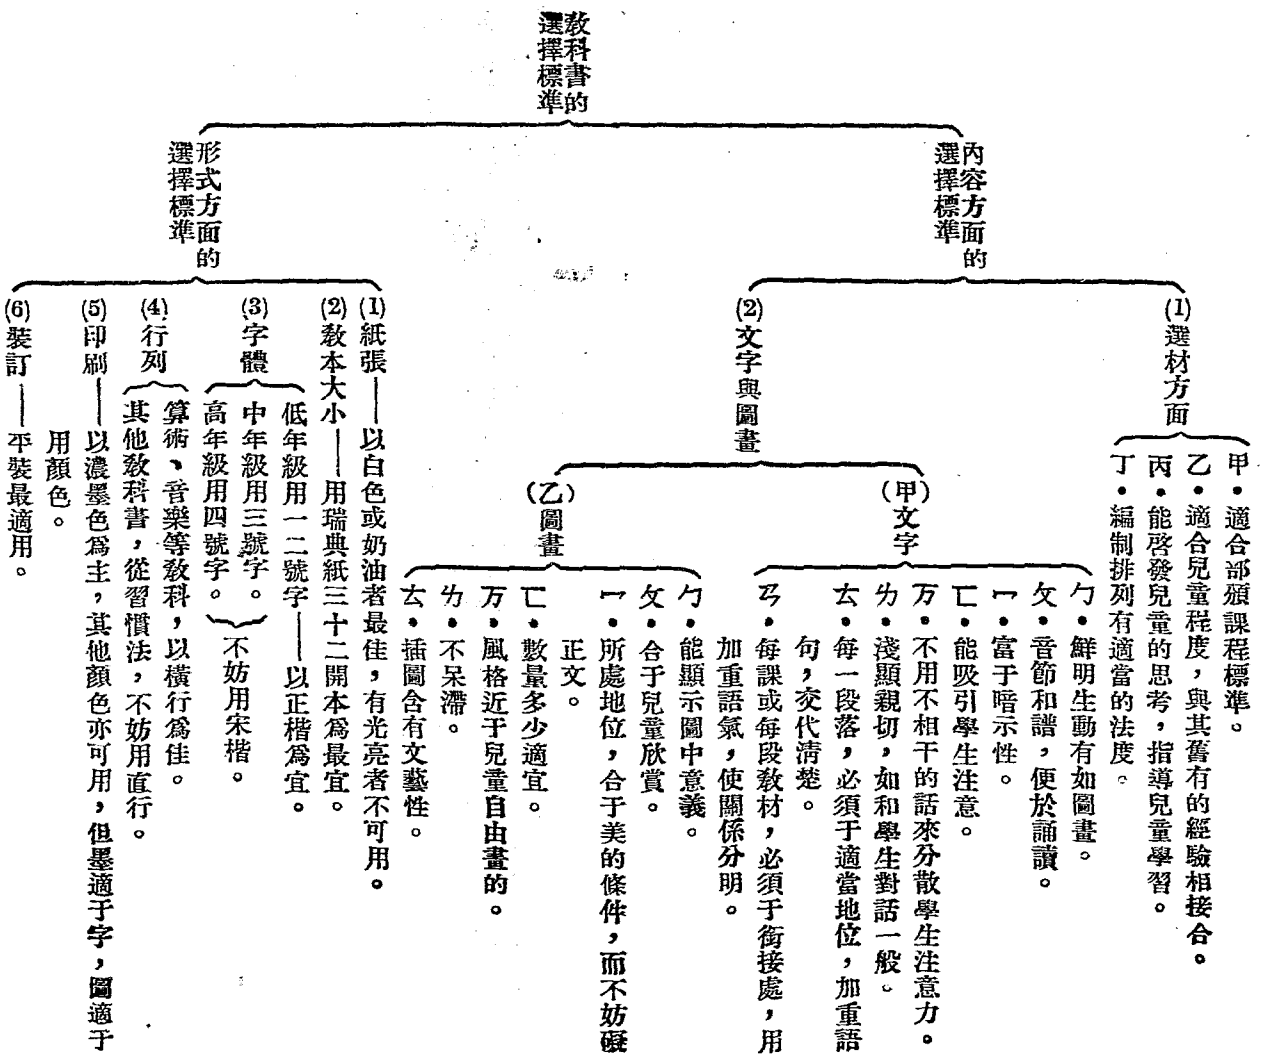 教科書的
選擇標準
內容方面的
選擇標準
(1)選材方面
甲•適合部頒課程標準。
乙•適合兒童程度，與其舊有的經驗相接合。
丙•能啓發兒童的思考，指導兒童學習。
丁•編制排列有適當的法度。
(2)文字與圖畫
(甲)文字
ㄅ•鮮明生動有如圖畫。
ㄆ•音節和諧，便於誦讀。
ㄇ•富于暗示性。
ㄈ•能吸引學生注意。
ㄪ•不用不相干的話來分散學生注意力。
ㄉ•淺顯親切，如和學生對話一般。
ㄊ•每一段落，必須于適當地位，加重語
句，交代清楚。
ㄋ•每課或每段教材，必須于銜接處，用
加重語氣，使關係分明。
(乙)圖畫
ㄅ•能顯示圖中意義。
ㄆ•合于兒童欣賞。
ㄇ•所處地位，合于美的條件，而不妨礙
正文。
ㄈ•數量多少適宜。
ㄪ•風格近于兒童自由畫的。
ㄉ•不呆滯。
ㄊ•插圖含有文藝性。
形式方面的
選擇標準
(1)紙張——以白色或奶油者最佳，有光亮者不可用。
(2)教本大小——用瑞典紙三十二開本爲最宜。
(3)字體
低年級用一二號字——以正楷爲宜。
中年級用三號字。
高年級用四號字。
不妨用宋楷。
(4)行列
算術、音樂等教科，以橫行爲佳。
其他教科書，從習慣法，不妨用直行。
(5)印刷——以濃墨色爲主，其他顏色亦可用，但墨適于字，圖適于
用顏色。
(6)裝訂——平裝最適用。